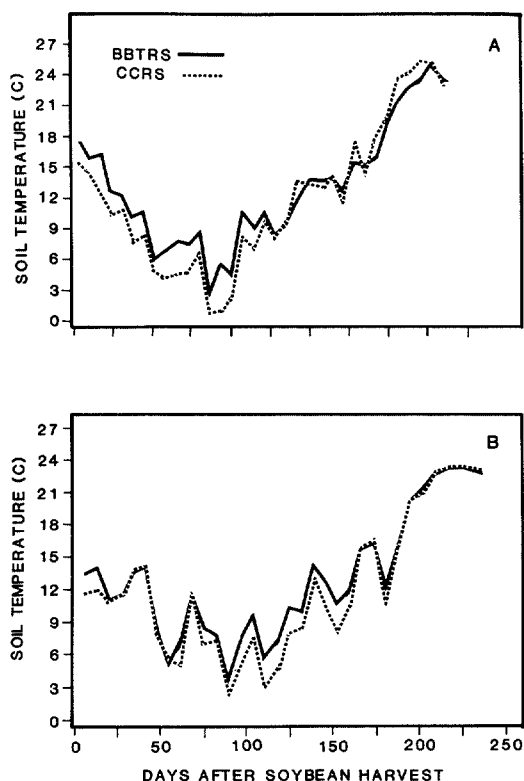 A
BBTRS
CCRS
SOIL TEMPERATURE (C)
27
24
21
18
15
12
9
6
3
0
B
SOIL TEMPERATURE (C)
27
24
21
18
15
12
9
6
3
0
0 50 100 150 200 250
DAYS AFTER SOYBEAN HARVEST